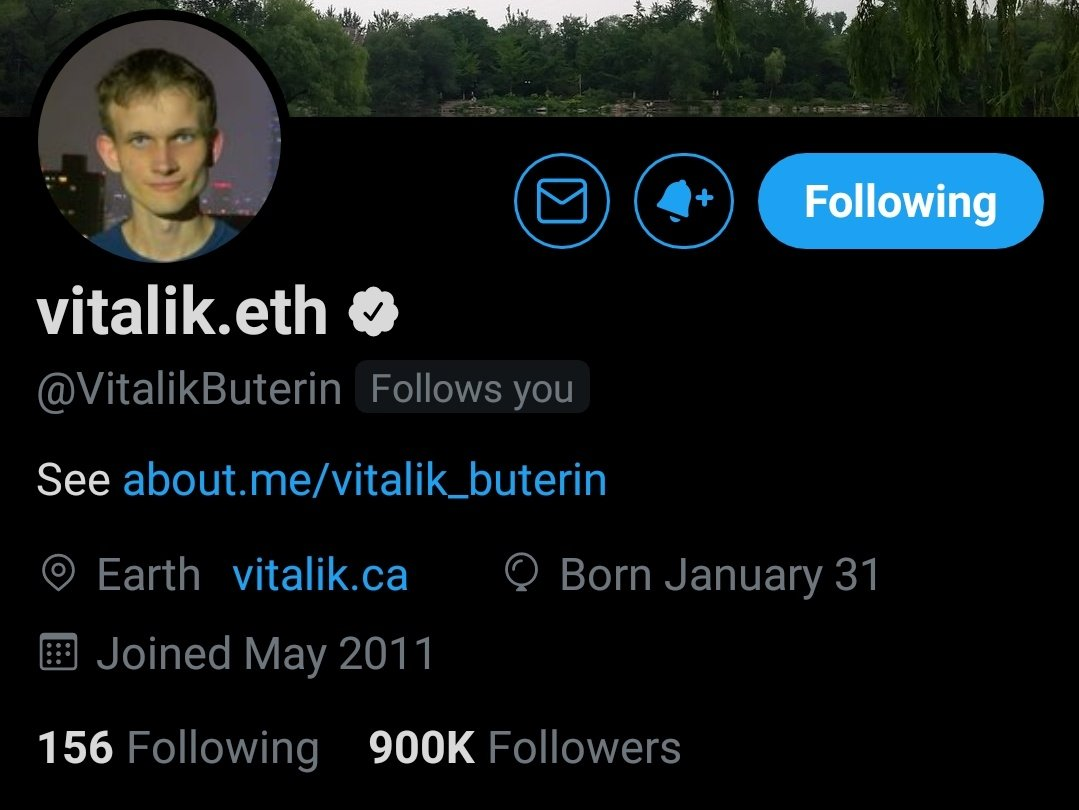 Following
vitalik.eth
@VitalikButerin Follows you
See about.me/vitalik_buterin
Earth vitalik.ca Born January 31
Joined May 2011
156 Following 900K Followers